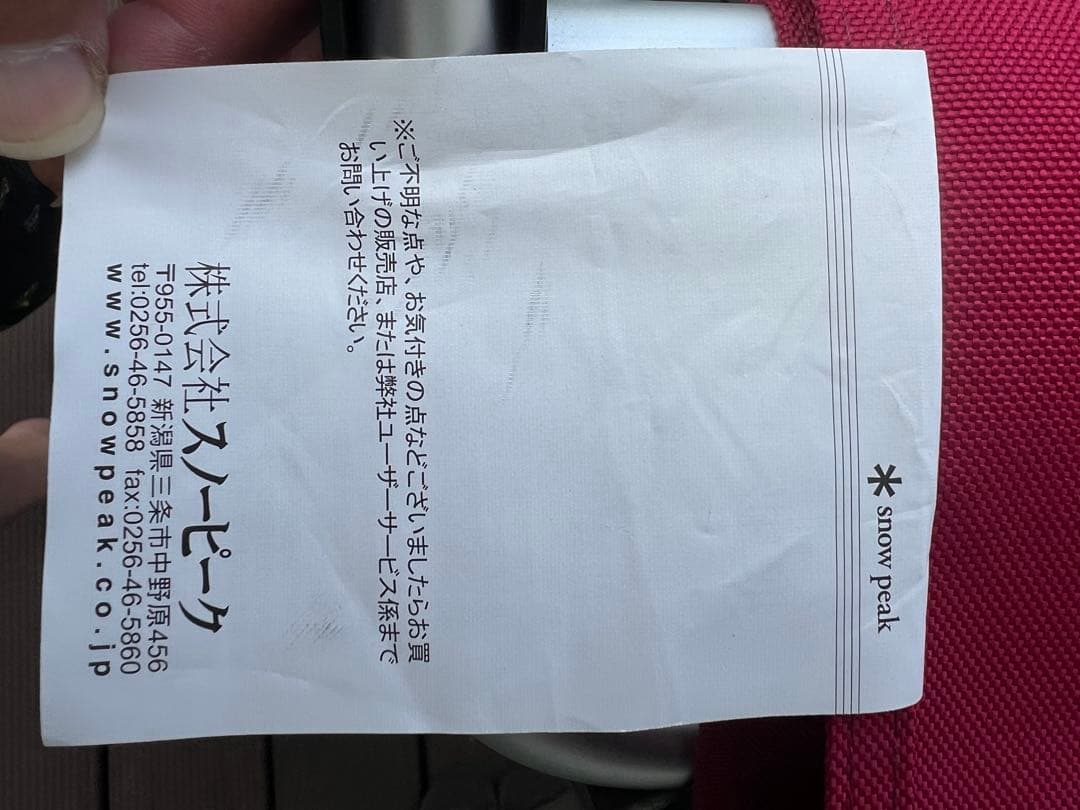 snow peak
※ご不明な点や、お気付きの点などございましたらお買
い上げの販売店、または弊社ユーザーサービス係まで
お問い合わせください。
株式会社スノーピーク
〒955-0147 新潟県三条市中野原456
tel:0256-46-5858 fax:0256-46-5860
www.snowpeak.co.jp